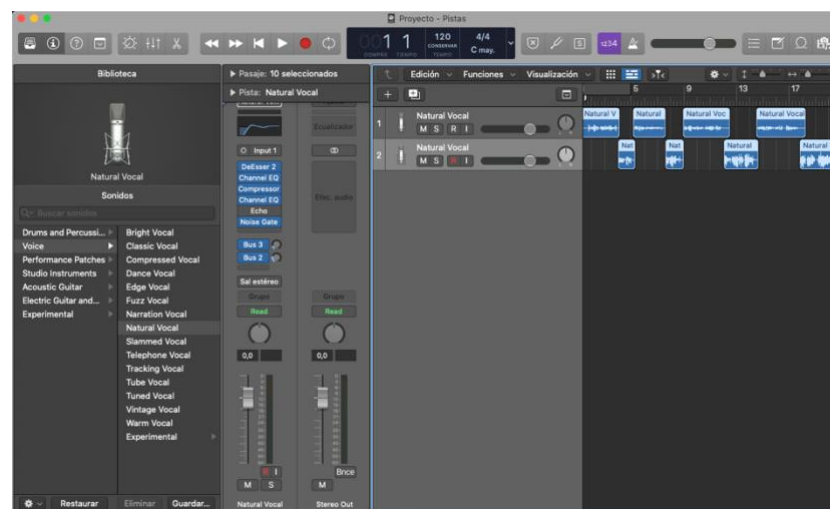 Proyecto - Pistas
1 1
120
4/4
COMPÁS
TIEMPO
CONSERVAR
TEMPO
C may.
1234
Biblioteca
Natural Vocal
Sonidos
Buscar sonidos
Drums and Percussi...
Voice
Performance Patches
Studio Instruments
Acoustic Guitar
Electric Guitar and...
Experimental
Bright Vocal
Classic Vocal
Compressed Vocal
Dance Vocal
Edge Vocal
Fuzz Vocal
Narration Vocal
Natural Vocal
Slammed Vocal
Telephone Vocal
Tracking Vocal
Tube Vocal
Tuned Vocal
Vintage Vocal
Warm Vocal
Experimental
Restaurar
Eliminar
Guardar...
Pasaje: 10 seleccionados
Pista: Natural Vocal
Ecualizador
Input 1
DeEsser 2
Channel EQ
Compressor
Channel EQ
Echo
Noise Gate
Efec. audio
Bus 3
Bus 2
Sal estéreo
Grupo
Grupo
Read
Read
0,0
0,0
R I
Bnce
M S
M
Natural Vocal
Stereo Out
Edición
Funciones
Visualización
5 9 13 17
1
Natural Vocal
M S R I
2
Natural Vocal
M S R I
Natural V
Natural
Natural Voc
Natural Vocal
Nat
Nat
Natural
Natural